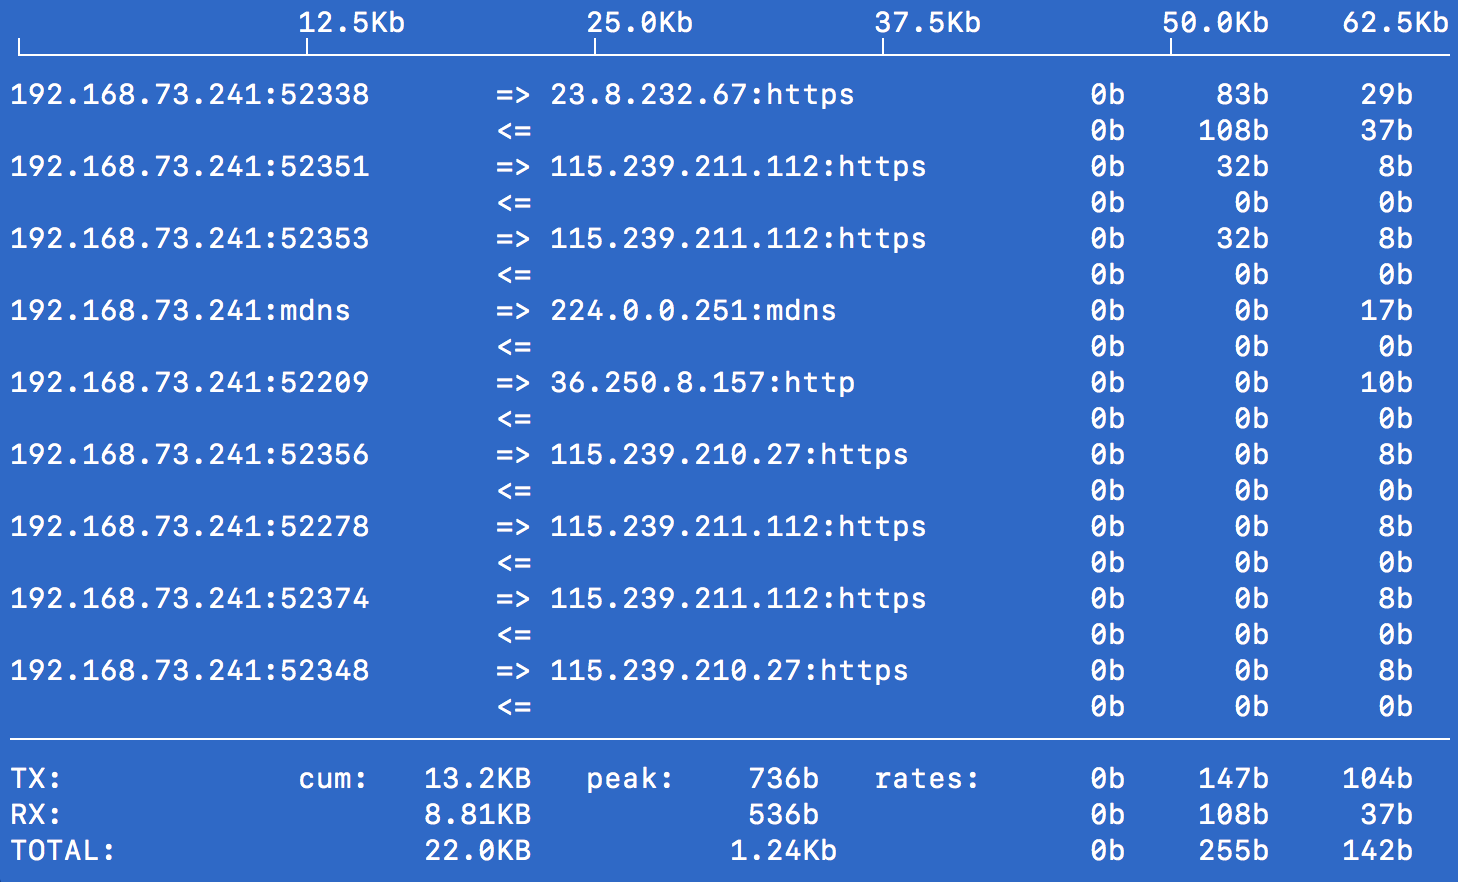 12.5Kb 25.0Kb 37.5Kb 50.0Kb 62.5Kb
192.168.73.241:52338 => 23.8.232.67:https 0b 83b 29b
<= 0b 108b 37b
192.168.73.241:52351 => 115.239.211.112:https 0b 32b 8b
<= 0b 0b 0b
192.168.73.241:52353 => 115.239.211.112:https 0b 32b 8b
<= 0b 0b 0b
192.168.73.241:mdns => 224.0.0.251:mdns 0b 0b 17b
<= 0b 0b 0b
192.168.73.241:52209 => 36.250.8.157:http 0b 0b 10b
<= 0b 0b 0b
192.168.73.241:52356 => 115.239.210.27:https 0b 0b 8b
<= 0b 0b 0b
192.168.73.241:52278 => 115.239.211.112:https 0b 0b 8b
<= 0b 0b 0b
192.168.73.241:52374 => 115.239.211.112:https 0b 0b 8b
<= 0b 0b 0b
192.168.73.241:52348 => 115.239.210.27:https 0b 0b 8b
<= 0b 0b 0b
TX: cum: 13.2KB peak: 736b rates: 0b 147b 104b
RX: 8.81KB 536b 0b 108b 37b
TOTAL: 22.0KB 1.24Kb 0b 255b 142b